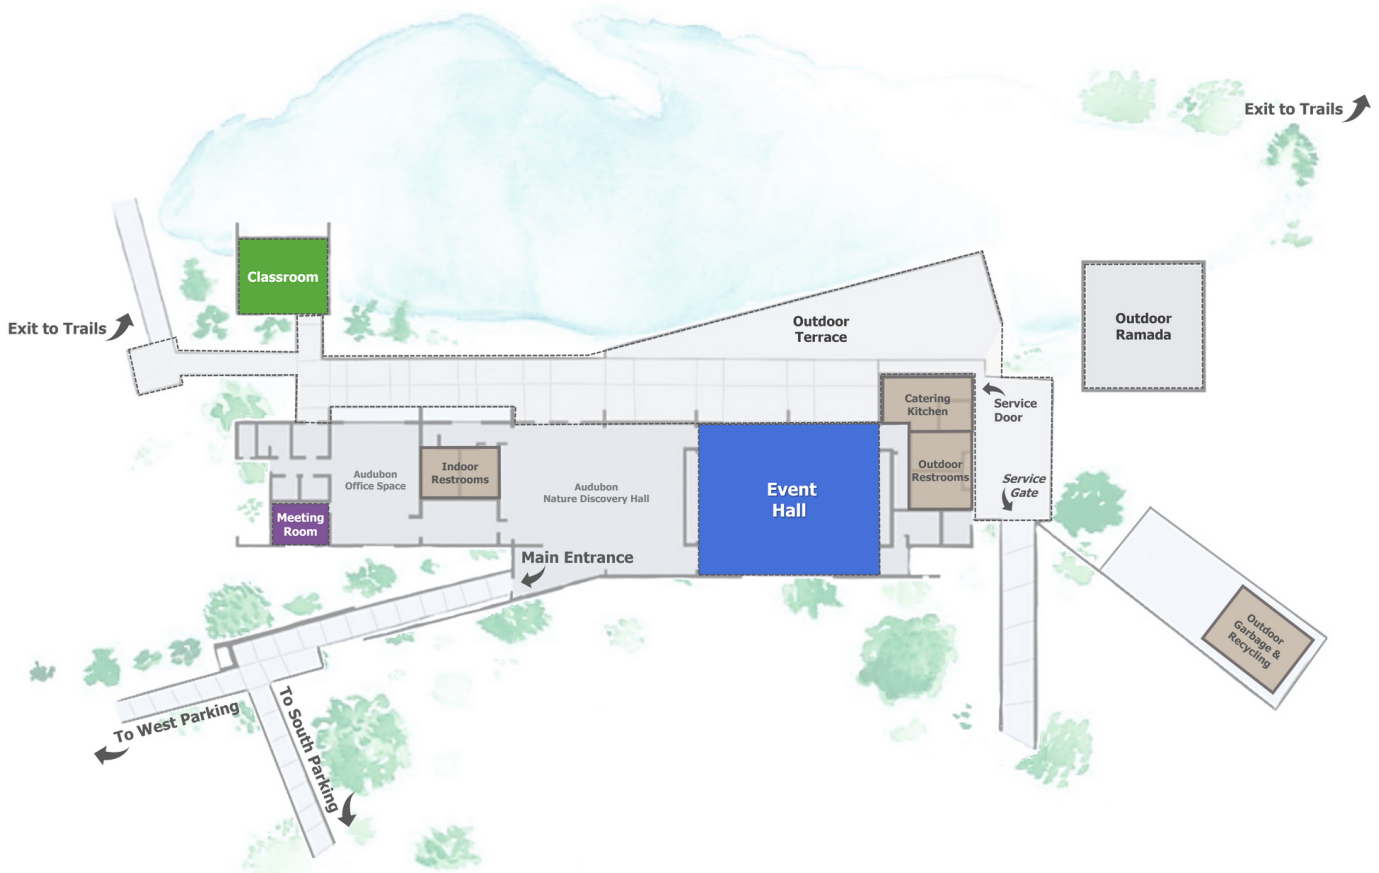 Exit to Trails
Classroom
Exit to Trails
Outdoor
Terrace
Outdoor
Ramada
Catering
Kitchen
Service
Door
Audubon
Office Space
Indoor
Restrooms
Audubon
Nature Discovery Hall
Event
Hall
Outdoor
Restrooms
Service
Gate
Meeting
Room
Main Entrance
Outdoor
Garbage &
Recycling
To West Parking
To South Parking